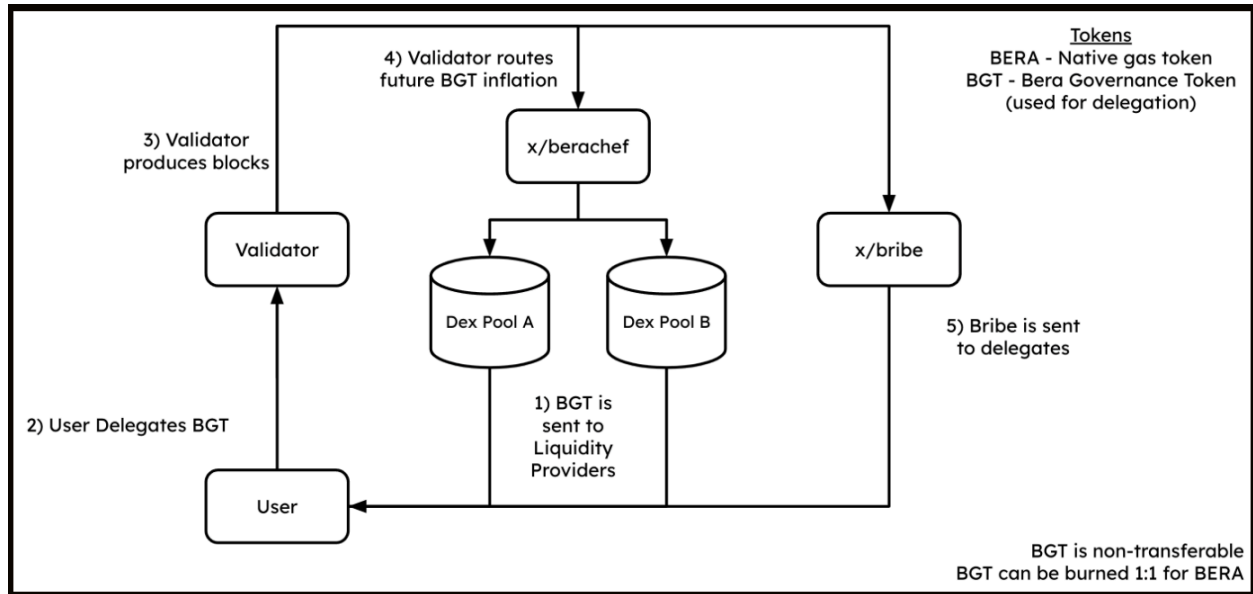 Tokens
BERA - Native gas token
BGT - Bera Governance Token
(used for delegation)
4) Validator routes
future BGT inflation
x/berachef
3) Validator
produces blocks
Validator
x/bribe
Dex Pool A
Dex Pool B
5) Bribe is sent
to delegates
1) BGT is
sent to
Liquidity
Providers
2) User Delegates BGT
User
BGT is non-transferable
BGT can be burned 1:1 for BERA